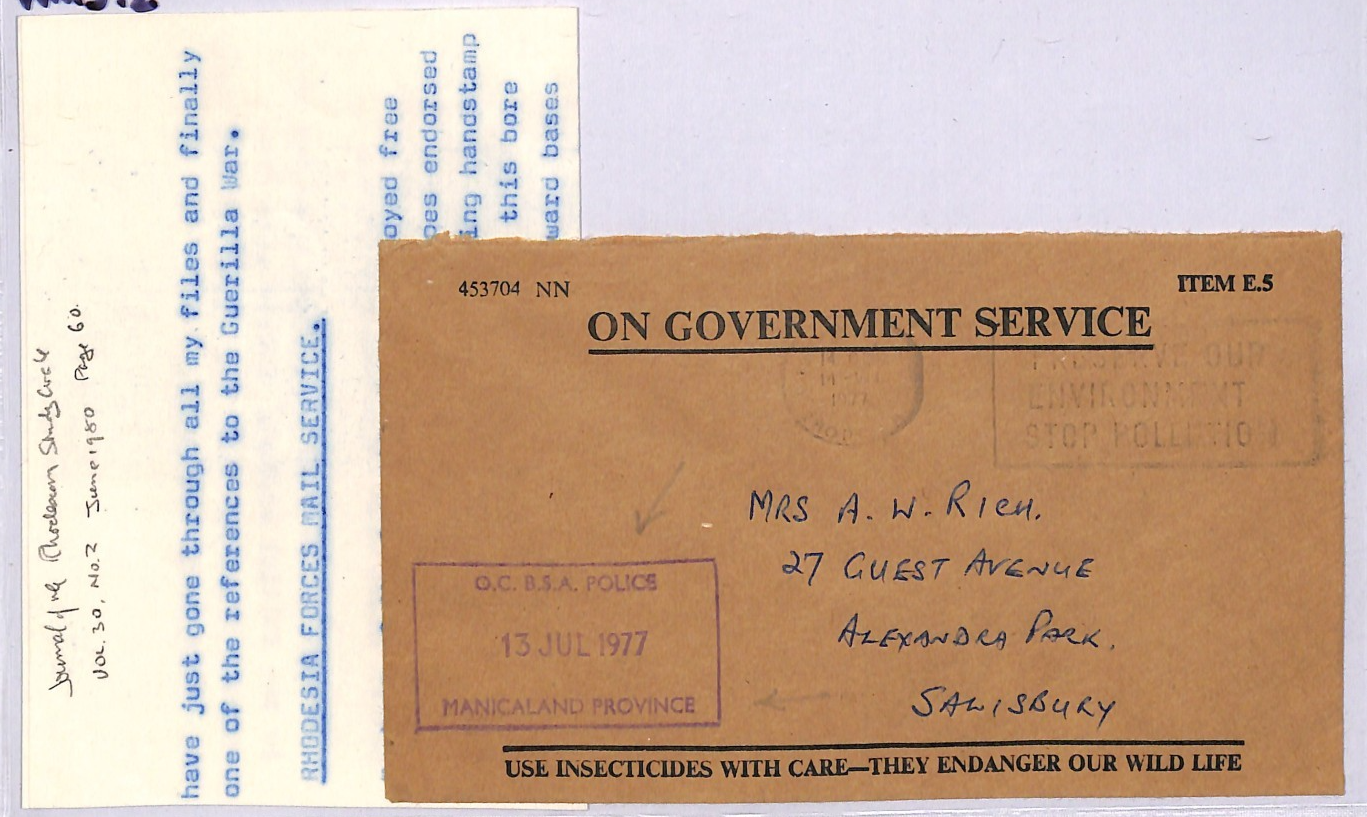 Journal of the Rhodesian Study Circle
VOL. 30, No. 2 June 1980 Page 60.
have just gone through all my files and finally
one of the references to the Guerilla War.
RHODESIA FORCES MAIL SERVICE.
oyed free
oes endorsed
ing handstamp
this bore
ward bases
453704 NN
ITEM E.5
ON GOVERNMENT SERVICE
1977
PRESERVE OUR
ENVIRONMENT
STOP POLLUTION
MRS A. W. RICH.
27 GUEST AVENUE
ALEXANDRA PARK.
SALISBURY
O.C. B.S.A. POLICE
13 JUL 1977
MANICALAND PROVINCE
USE INSECTICIDES WITH CARE—THEY ENDANGER OUR WILD LIFE